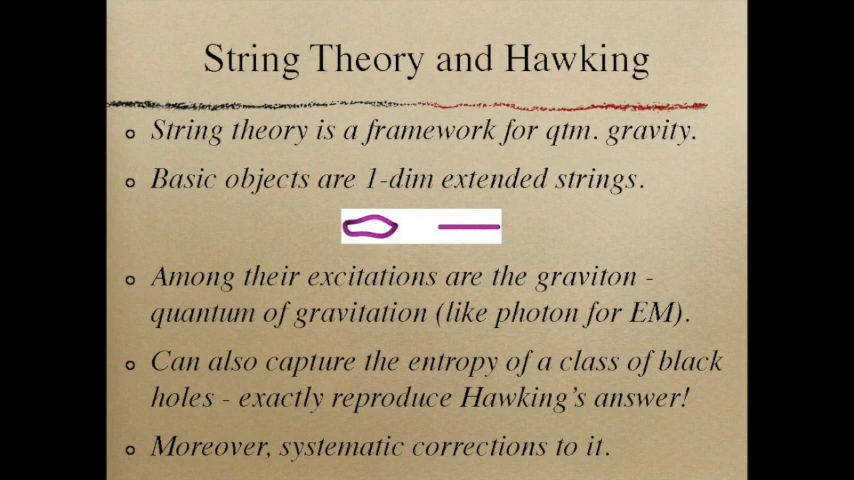 String Theory and Hawking
String theory is a framework for qtm. gravity.
Basic objects are 1-dim extended strings.
Among their excitations are the graviton -
quantum of gravitation (like photon for EM).
Can also capture the entropy of a class of black
holes - exactly reproduce Hawking's answer!
Moreover, systematic corrections to it.